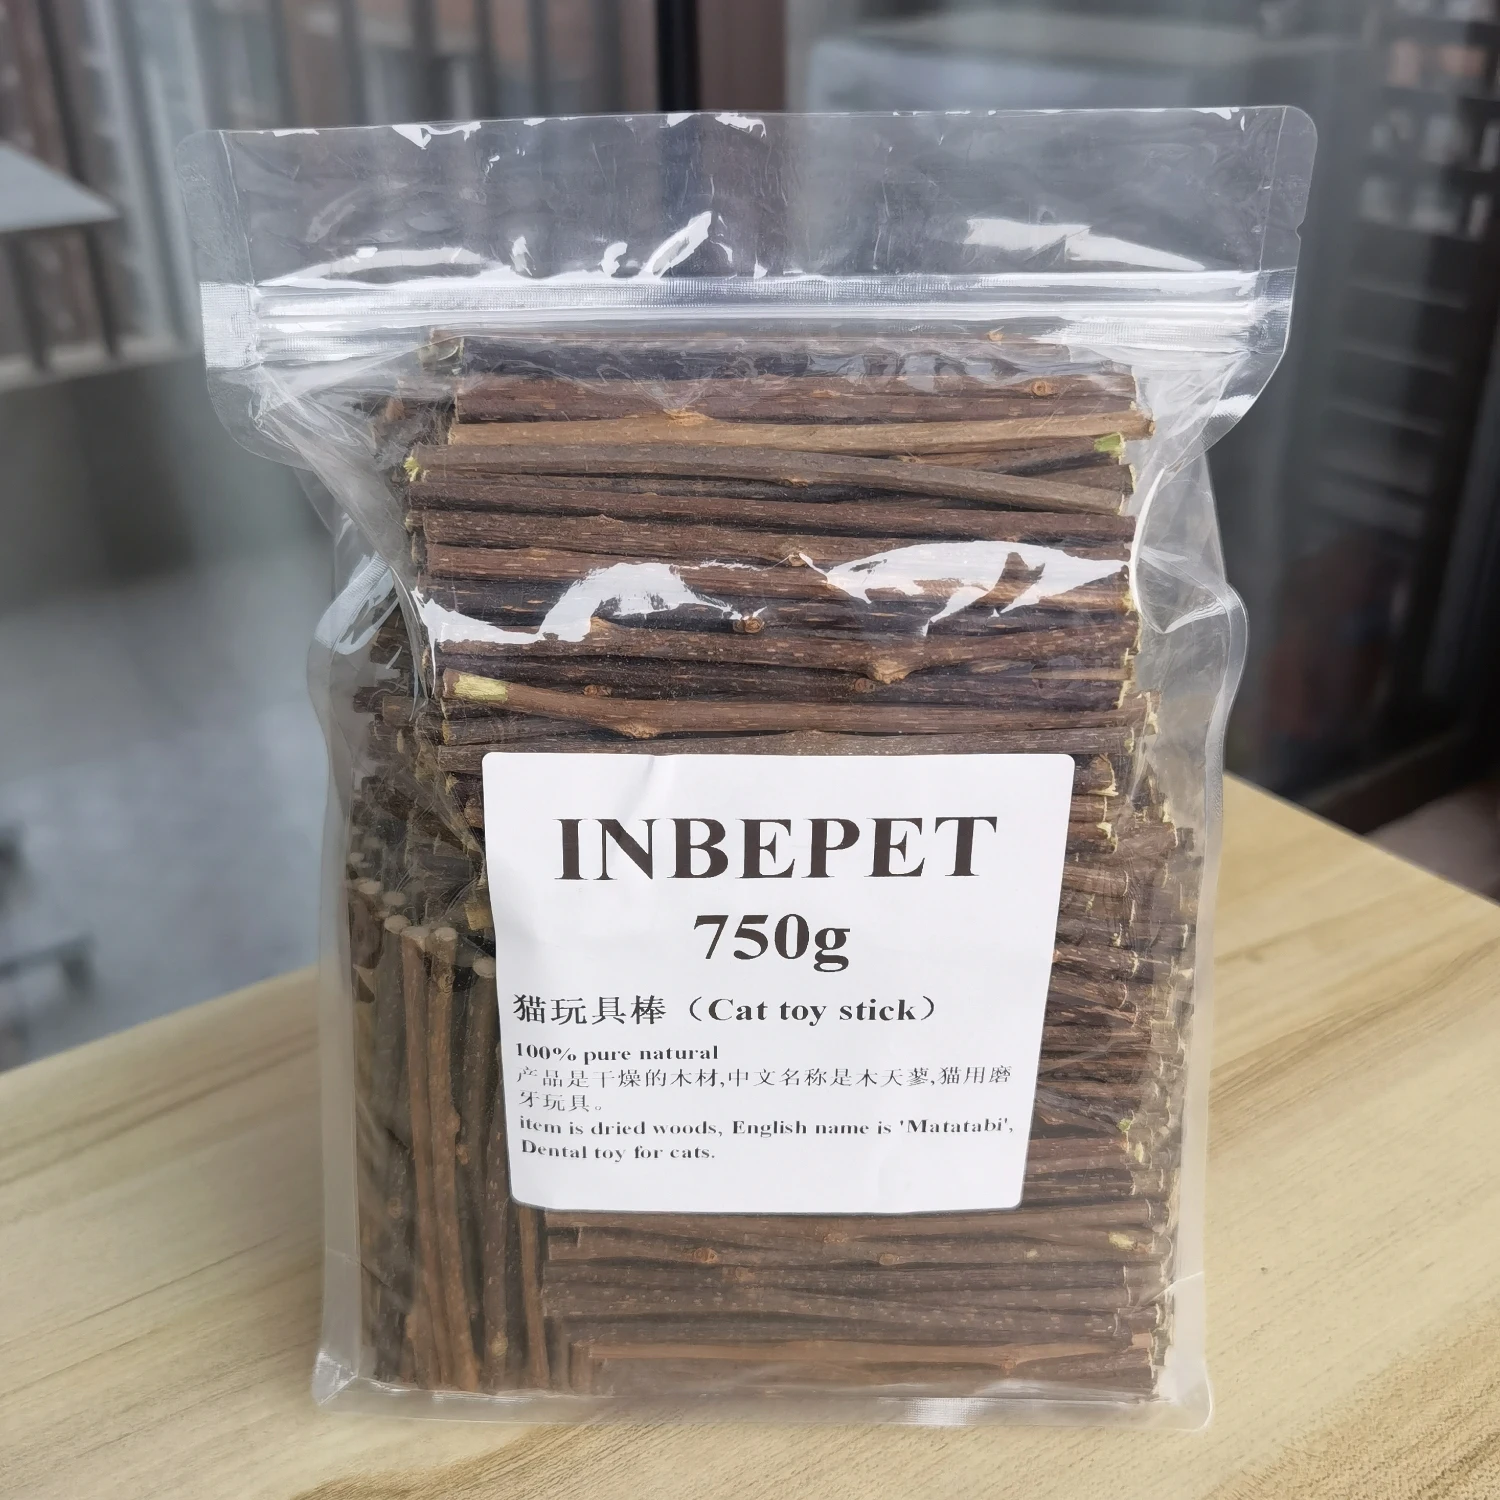 INBEPET
750g
猫玩具棒（Cat toy stick）
100% pure natural
产品是干燥的木材,中文名称是木天蓼,猫用磨
牙玩具。
item is dried woods, English name is 'Matatabi',
Dental toy for cats.